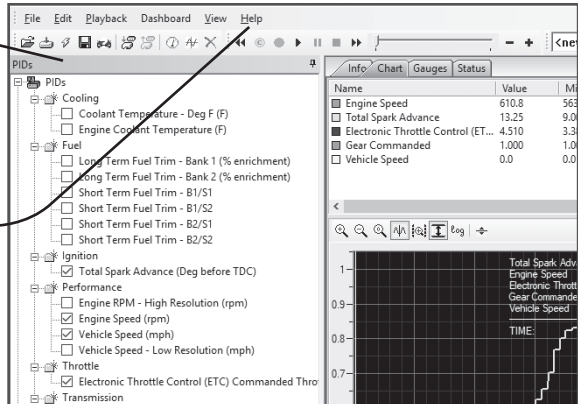 File Edit Playback Dashboard View Help
PIDs
PIDs
Cooling
Coolant Temperature - Deg F (F)
Engine Coolant Temperature (F)
Fuel
Long Term Fuel Trim - Bank 1 (% enrichment)
Long Term Fuel Trim - Bank 2 (% enrichment)
Short Term Fuel Trim - B1/S1
Short Term Fuel Trim - B1/S2
Short Term Fuel Trim - B2/S1
Short Term Fuel Trim - B2/S2
Ignition
Total Spark Advance (Deg before TDC)
Performance
Engine RPM - High Resolution (rpm)
Engine Speed (rpm)
Vehicle Speed (mph)
Vehicle Speed - Low Resolution (mph)
Throttle
Electronic Throttle Control (ETC) Commanded Thro
Transmission
<ne
Info Chart Gauges Status
Name Value Mi
Engine Speed 610.8 563
Total Spark Advance 13.25 9.00
Electronic Throttle Control (ET... 4.510 3.3
Gear Commanded 1.000 1.00
Vehicle Speed 0.0 0.0
<
log
Total Spark Adv
Engine Speed
Electronic Thrott
Gear Commande
Vehicle Speed
TIME:
1
0.9
0.8
0.7